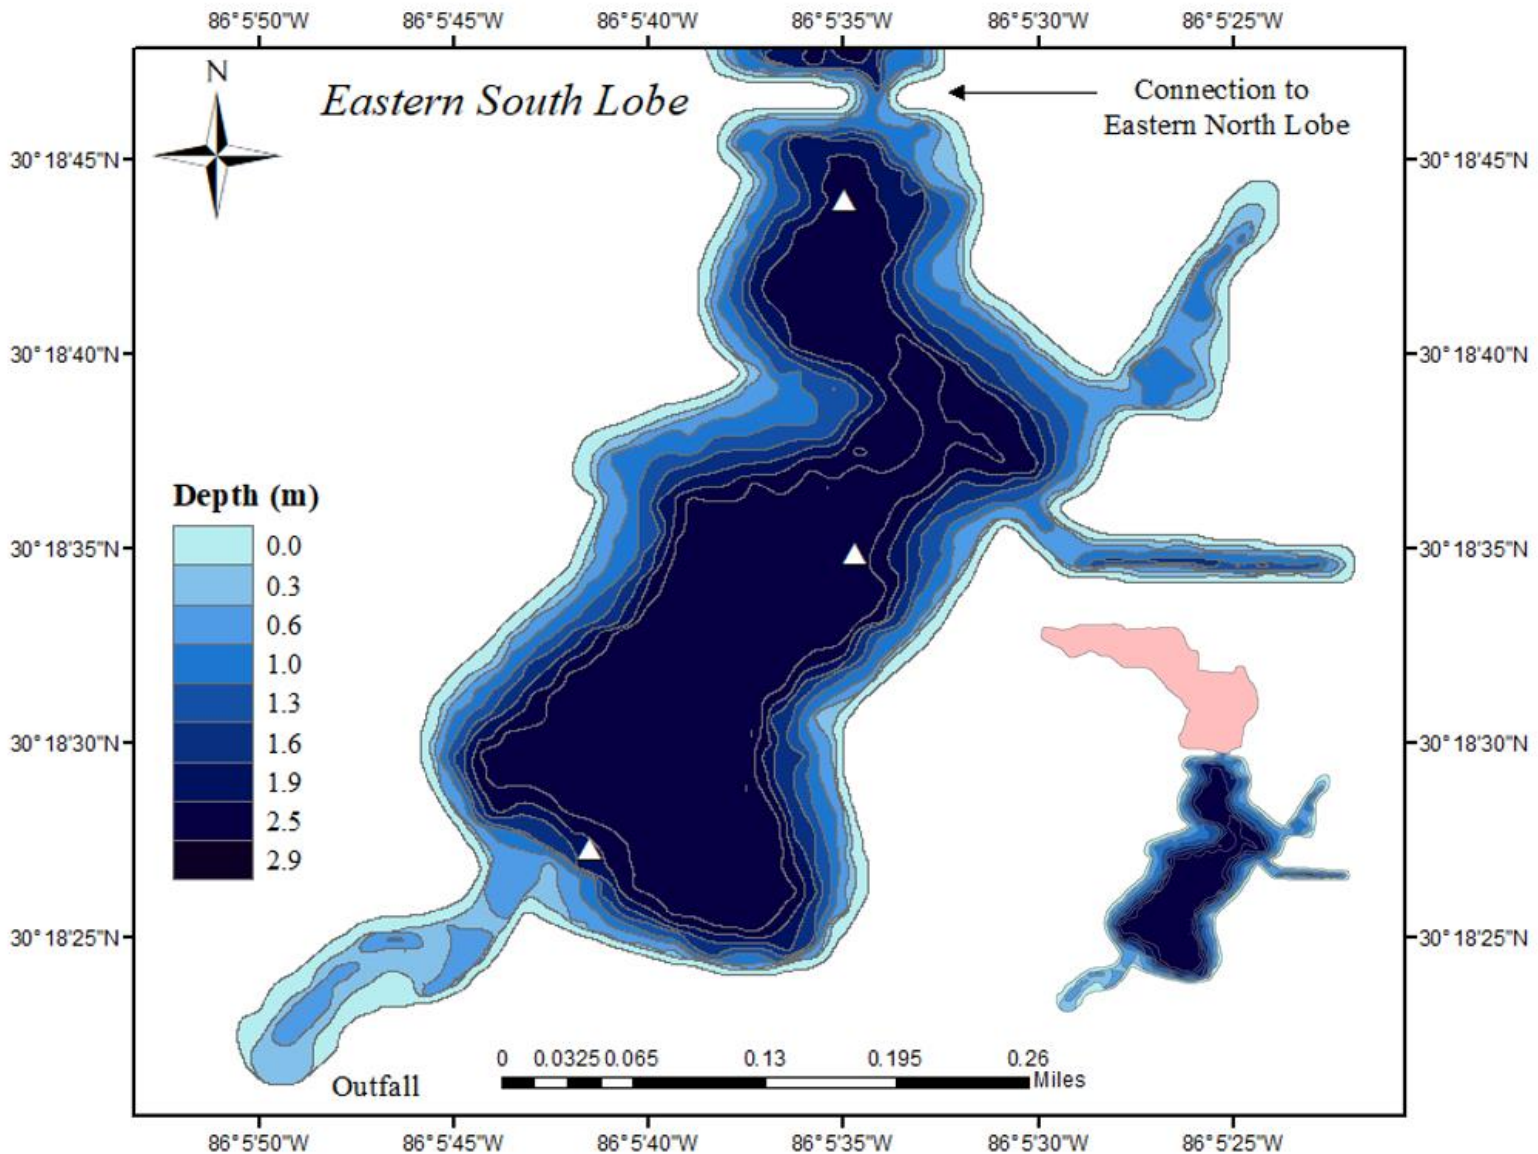 86°5'50"W 86°5'45"W 86°5'40"W 86°5'35"W 86°5'30"W 86°5'25"W
N
Eastern South Lobe
Connection to
Eastern North Lobe
30°18'45"N 30°18'45"N
30°18'40"N 30°18'40"N
Depth (m)
0.0
0.3
0.6
1.0
1.3
1.6
1.9
2.5
2.9
30°18'35"N 30°18'35"N
30°18'30"N 30°18'30"N
30°18'25"N 30°18'25"N
0 0.0325 0.065 0.13 0.195 0.26
Miles
Outfall
86°5'50"W 86°5'45"W 86°5'40"W 86°5'35"W 86°5'30"W 86°5'25"W